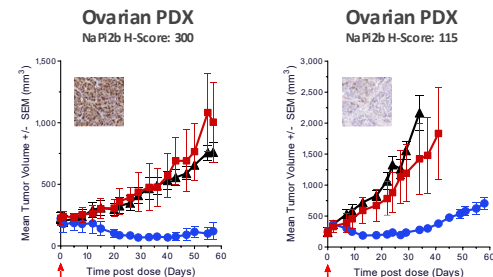 Ovarian PDX
NaPi2b H-Score: 300
Mean Tumor Volume +/- SEM (mm³)
1,500
1,000
500
0
0 10 20 30 40 50 60
Time post dose (Days)
Ovarian PDX
NaPi2b H-Score: 115
Mean Tumor Volume +/- SEM (mm³)
3,000
2,500
2,000
1,500
1,000
500
0
0 10 20 30 40 50 60
Time post dose (Days)